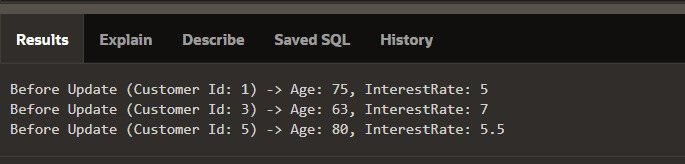 Results Explain Describe Saved SQL History
Before Update (Customer Id: 1) -> Age: 75, InterestRate: 5
Before Update (Customer Id: 3) -> Age: 63, InterestRate: 7
Before Update (Customer Id: 5) -> Age: 80, InterestRate: 5.5